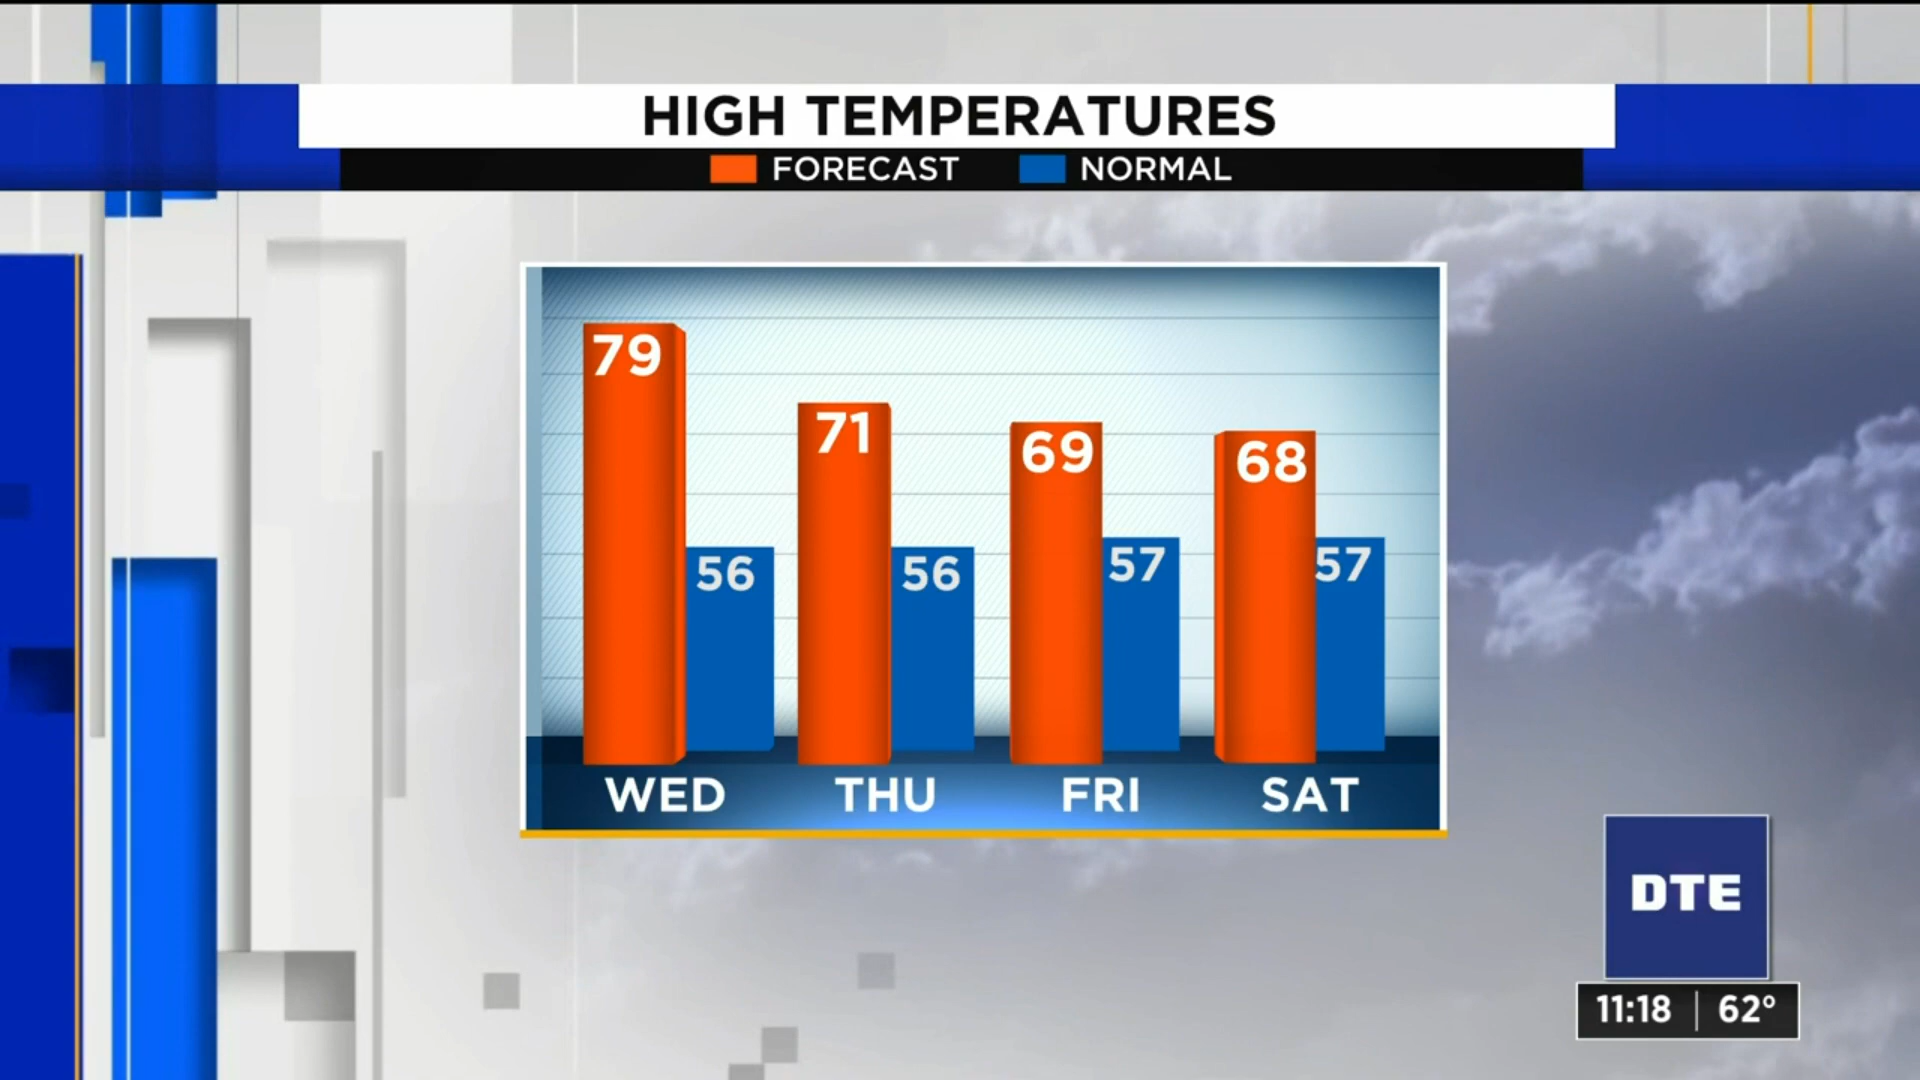 HIGH TEMPERATURES
FORECAST NORMAL
79 56 71 56 69 57 68 57
WED THU FRI SAT
DTE
11:18 62°